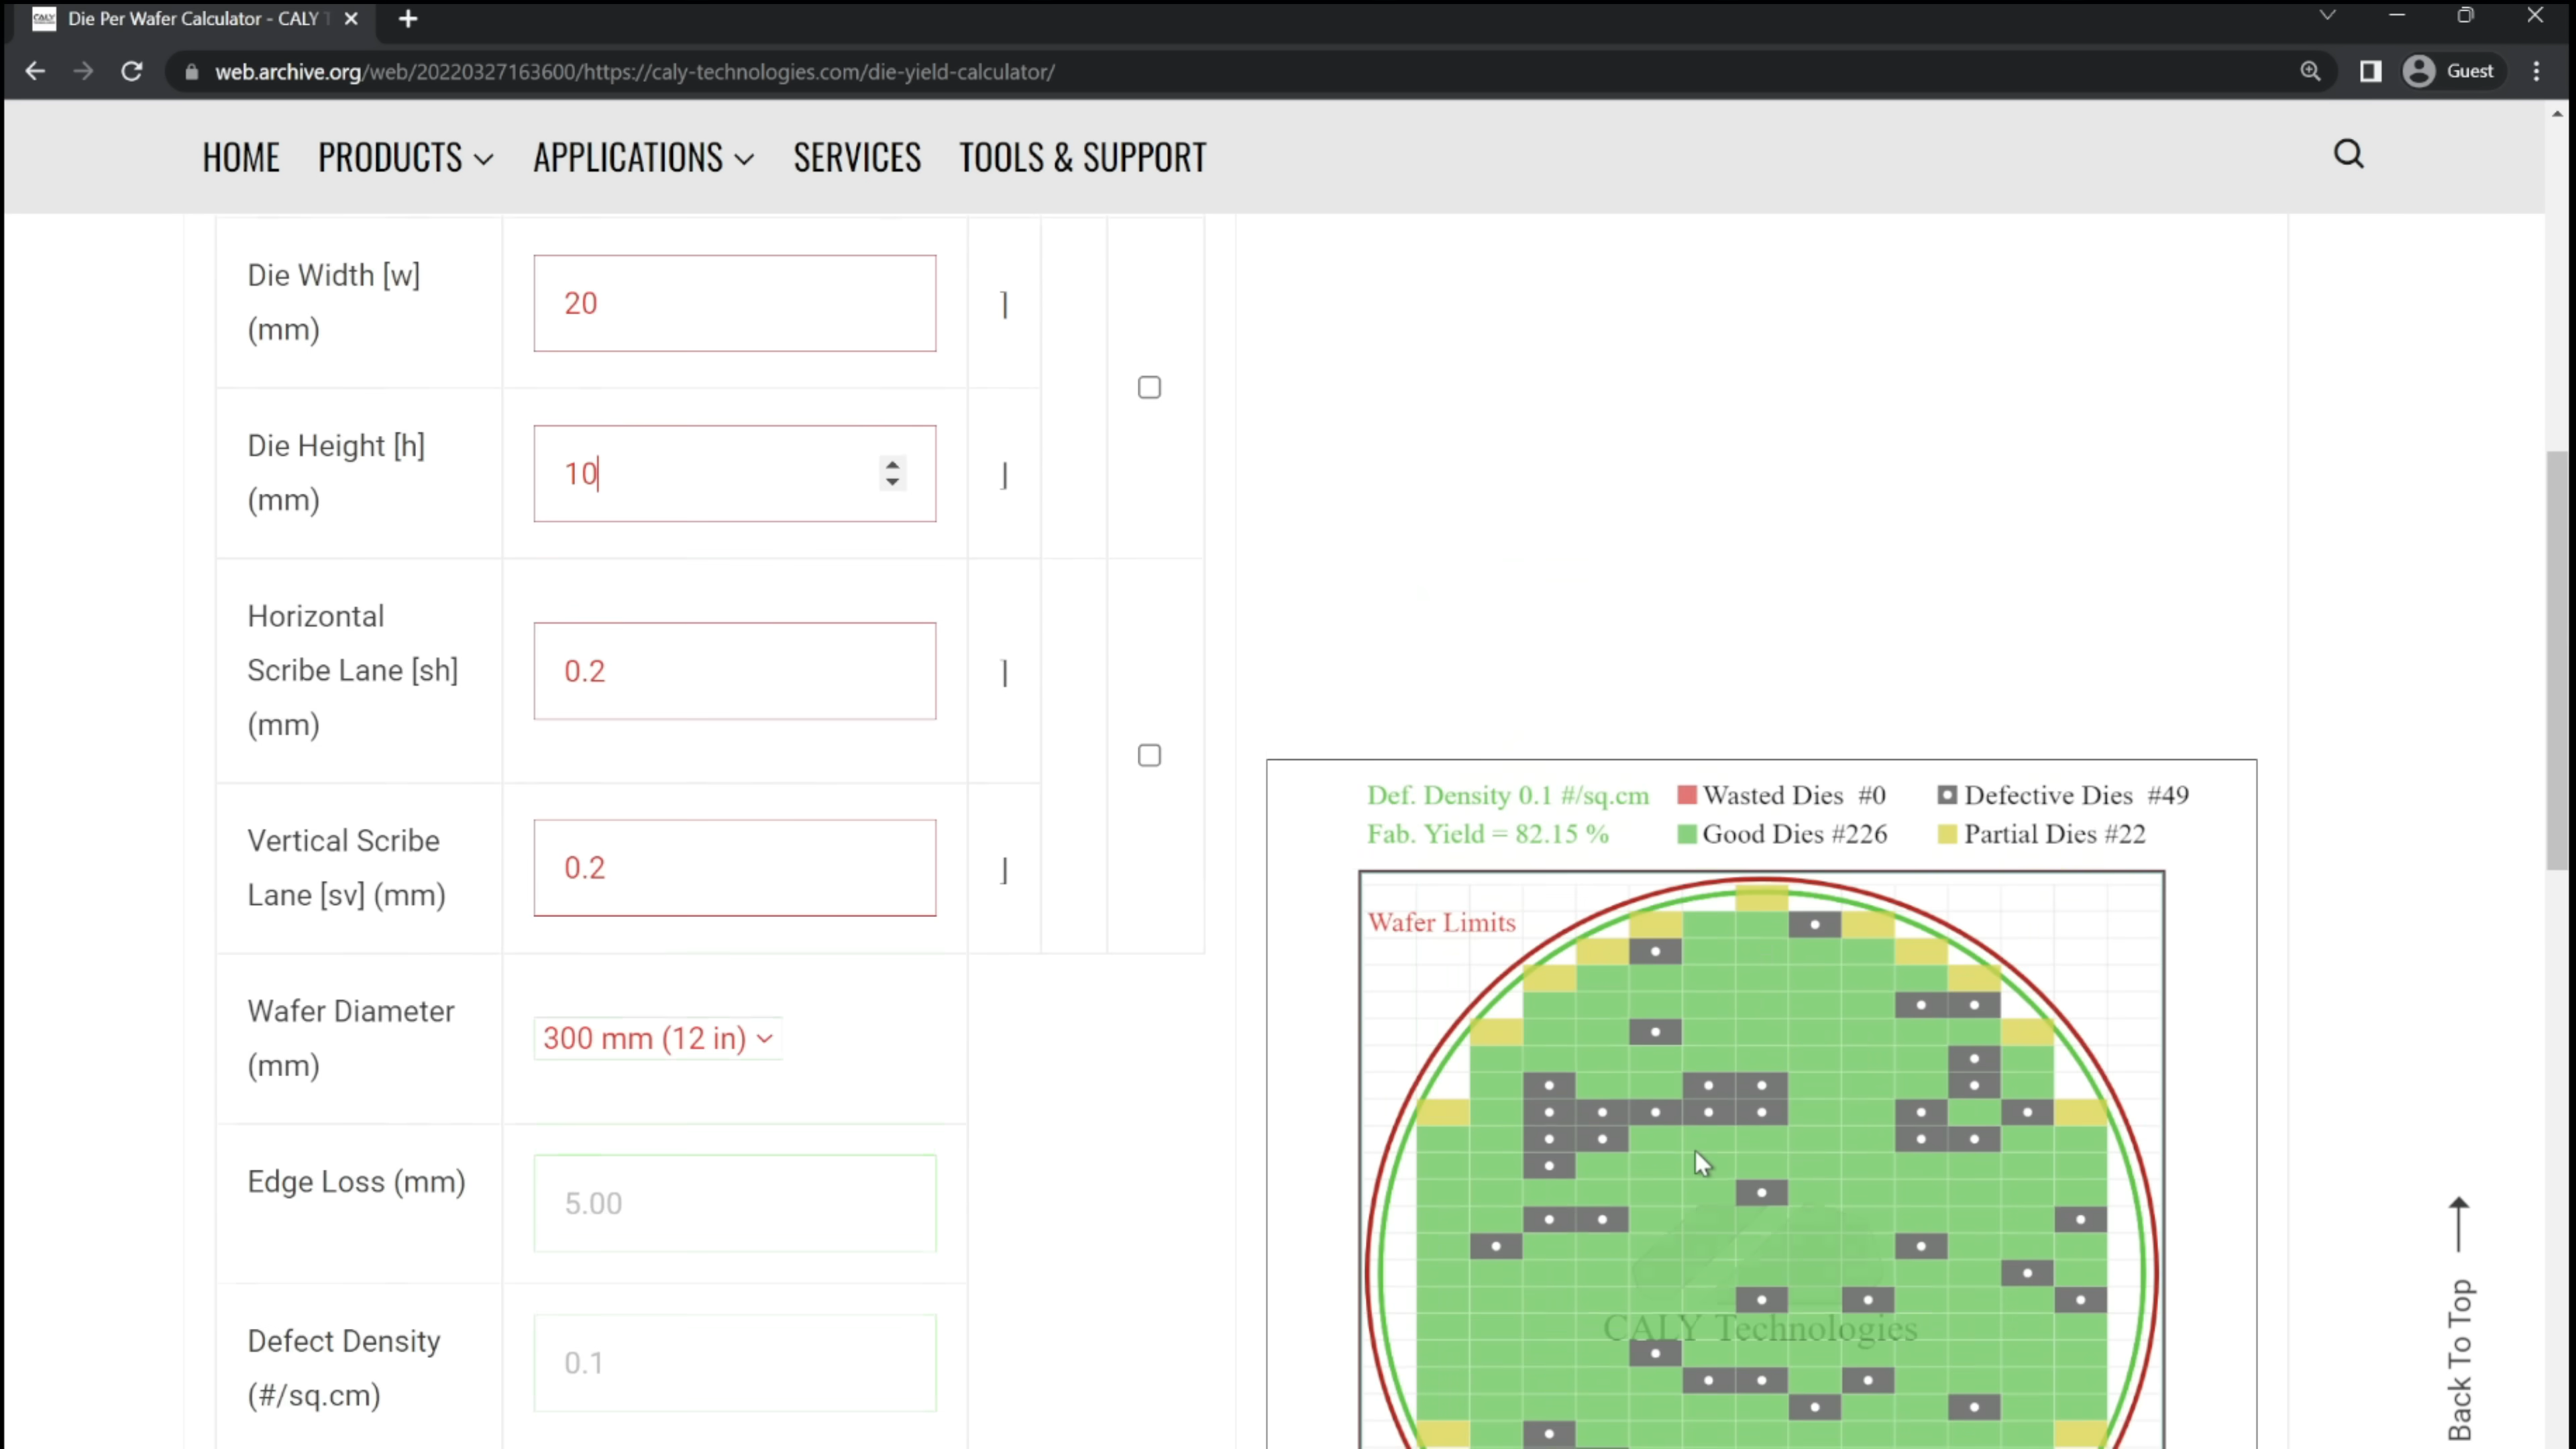 Die Per Wafer Calculator - CALY T
web.archive.org/web/20220327163600/https://caly-technologies.com/die-yield-calculator/
Guest
HOME PRODUCTS APPLICATIONS SERVICES TOOLS & SUPPORT
Die Width [w]
(mm)
20
]
Die Height [h]
(mm)
10
]
Horizontal
Scribe Lane [sh]
(mm)
0.2
]
Vertical Scribe
Lane [sv] (mm)
0.2
]
Wafer Diameter
(mm)
300 mm (12 in)
Edge Loss (mm)
5.00
Defect Density
(#/sq.cm)
0.1
Def. Density 0.1 #/sq.cm Wasted Dies #0 Defective Dies #49
Fab. Yield = 82.15 % Good Dies #226 Partial Dies #22
Wafer Limits
CALY Technologies
Back To Top